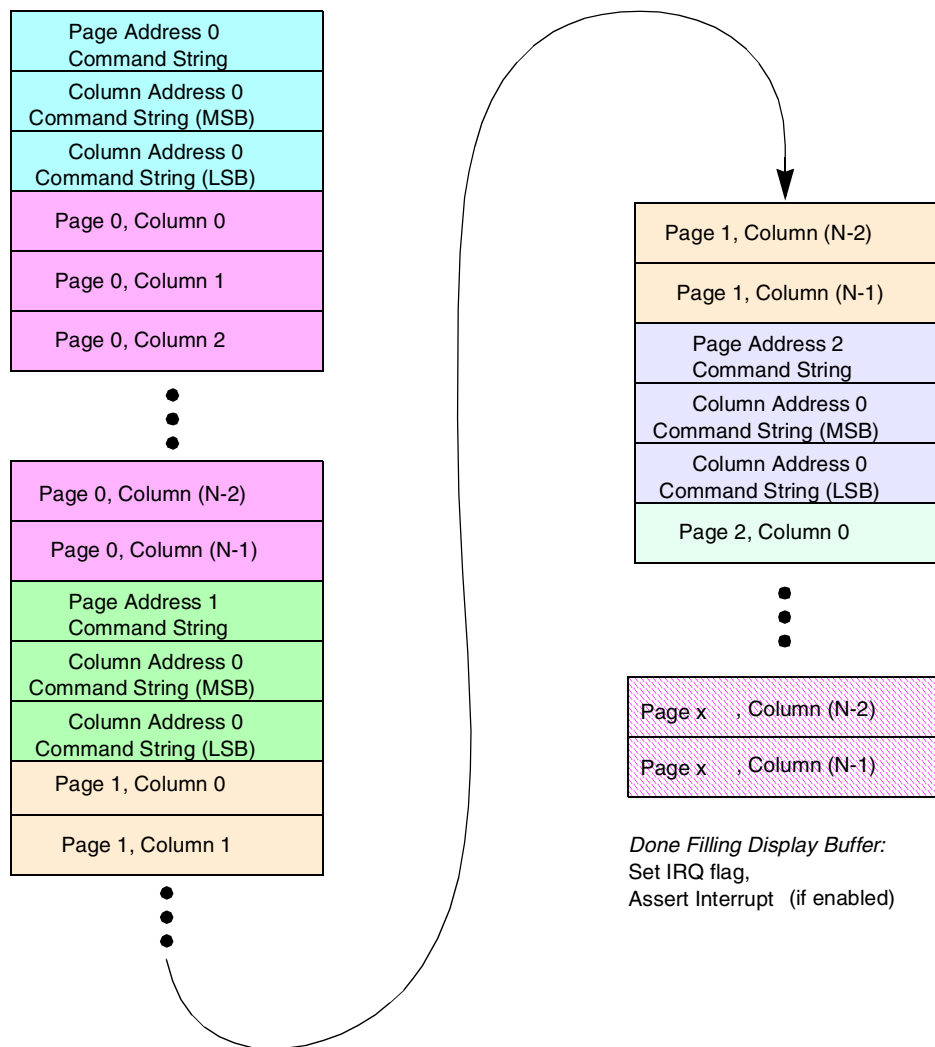 Page Address 0
Command String
Column Address 0
Command String (MSB)
Column Address 0
Command String (LSB)
Page 0, Column 0
Page 0, Column 1
Page 0, Column 2
Page 0, Column (N-2)
Page 0, Column (N-1)
Page Address 1
Command String
Column Address 0
Command String (MSB)
Column Address 0
Command String (LSB)
Page 1, Column 0
Page 1, Column 1
Page 1, Column (N-2)
Page 1, Column (N-1)
Page Address 2
Command String
Column Address 0
Command String (MSB)
Column Address 0
Command String (LSB)
Page 2, Column 0
Page x , Column (N-2)
Page x , Column (N-1)
Done Filling Display Buffer:
Set IRQ flag,
Assert Interrupt (if enabled)